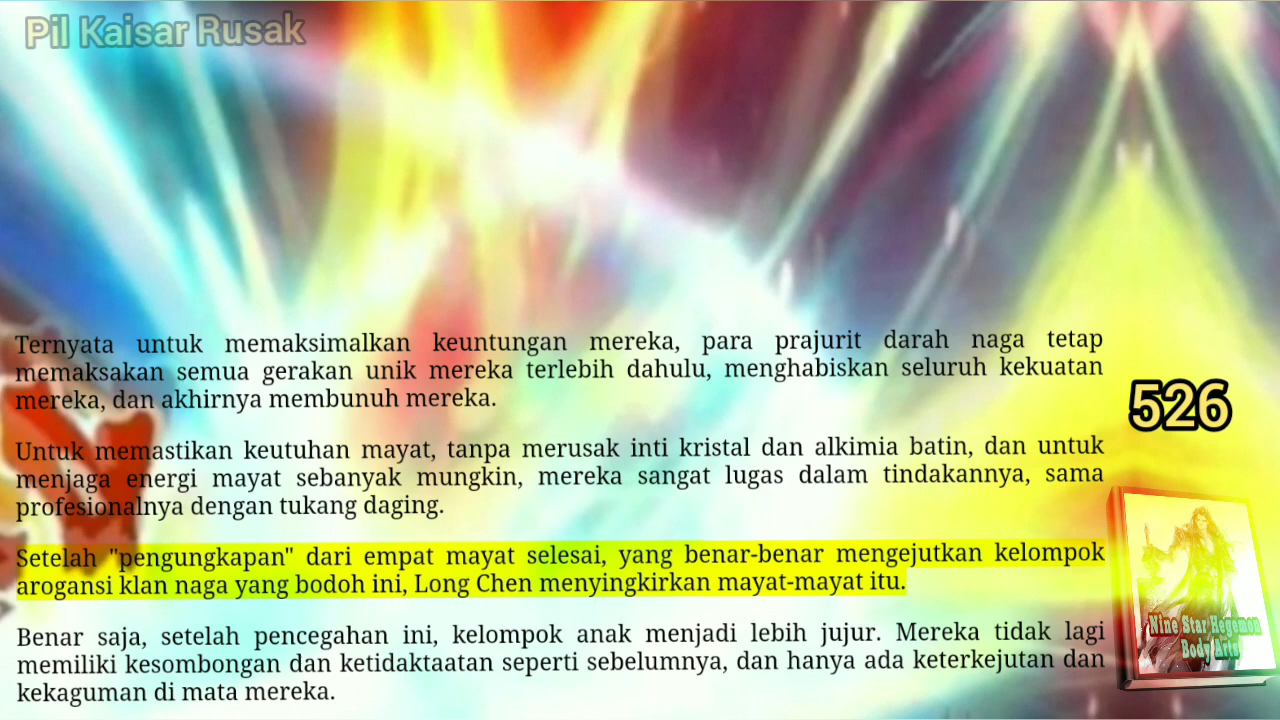 Pil Kaisar Rusak
Ternyata untuk memaksimalkan keuntungan mereka, para prajurit darah naga tetap
memaksakan semua gerakan unik mereka terlebih dahulu, menghabiskan seluruh kekuatan
mereka, dan akhirnya membunuh mereka.
Untuk memastikan keutuhan mayat, tanpa merusak inti kristal dan alkimia batin, dan untuk
menjaga energi mayat sebanyak mungkin, mereka sangat lugas dalam tindakannya, sama
profesionalnya dengan tukang daging.
Setelah "pengungkapan" dari empat mayat selesai, yang benar-benar mengejutkan kelompok
arogansi klan naga yang bodoh ini, Long Chen menyingkirkan mayat-mayat itu.
Benar saja, setelah pencegahan ini, kelompok anak menjadi lebih jujur. Mereka tidak lagi
memiliki kesombongan dan ketidaktaatan seperti sebelumnya, dan hanya ada keterkejutan dan
kekaguman di mata mereka.
526
Nine Star Hegemon
Body Arts